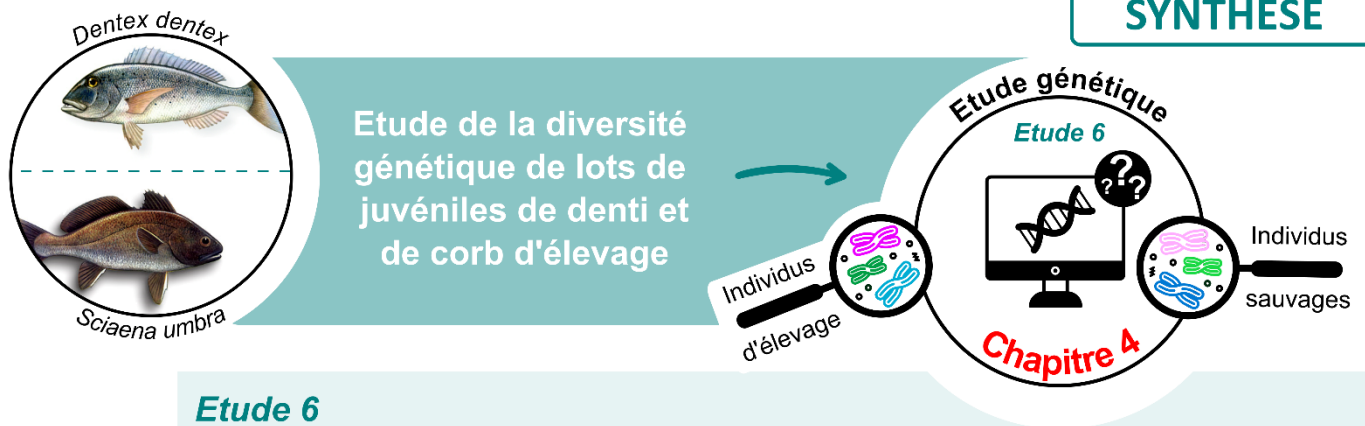 SYNTHESE
Dentex dentex
Sciaena umbra
Etude de la diversité
génétique de lots de
juvéniles de denti et
de corb d'élevage
Etude génétique
Etude 6
???
Individus
d'élevage
Individus
sauvages
Chapitre 4
Etude 6